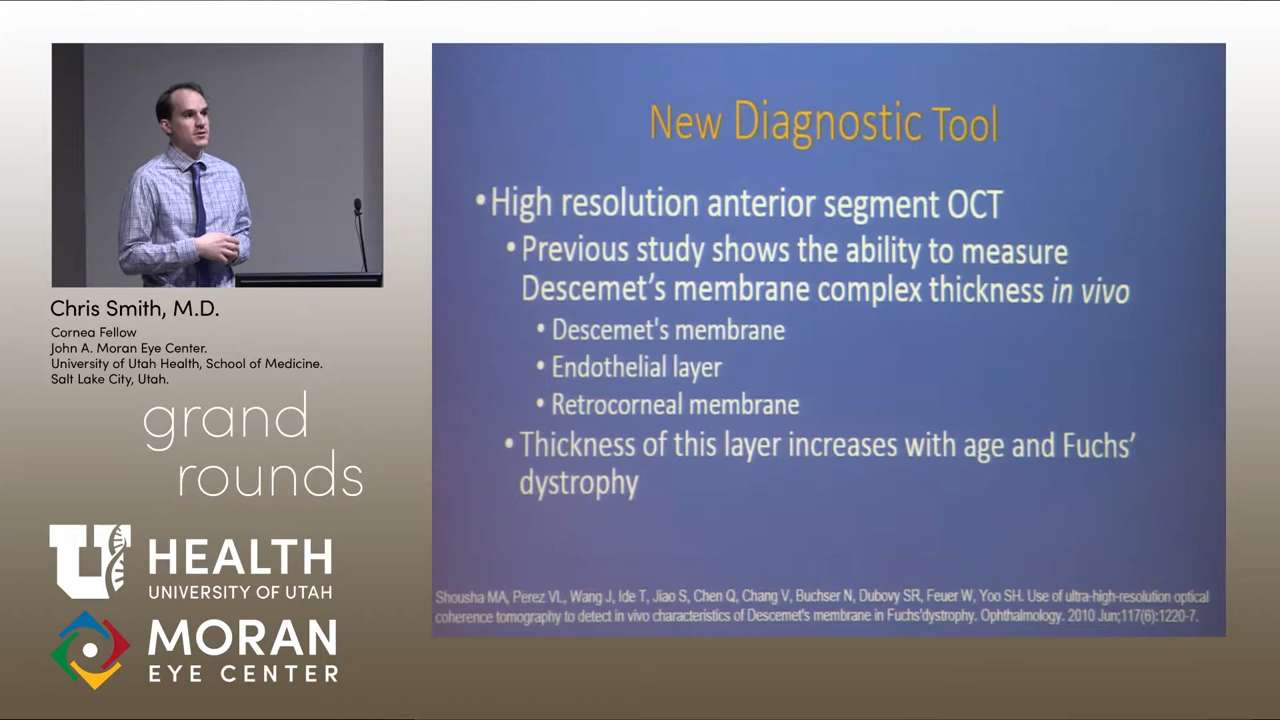 New Diagnostic Tool
•High resolution anterior segment OCT
•Previous study shows the ability to measure
Descemet's membrane complex thickness in vivo
•Descemet's membrane
•Endothelial layer
•Retrocorneal membrane
•Thickness of this layer increases with age and Fuchs'
dystrophy
Shousha MA, Perez VL, Wang J, Ide T, Jiao S, Chen Q, Chang V, Buchser N, Dubovy SR, Feuer W, Yoo SH. Use of ultra-high-resolution optical
coherence tomography to detect in vivo characteristics of Descemet's membrane in Fuchs'dystrophy. Ophthalmology. 2010 Jun;117(6):1220-7.
Chris Smith, M.D.
Cornea Fellow
John A. Moran Eye Center.
University of Utah Health, School of Medicine.
Salt Lake City, Utah.
grand
rounds
U HEALTH
UNIVERSITY OF UTAH
MORAN
EYE CENTER